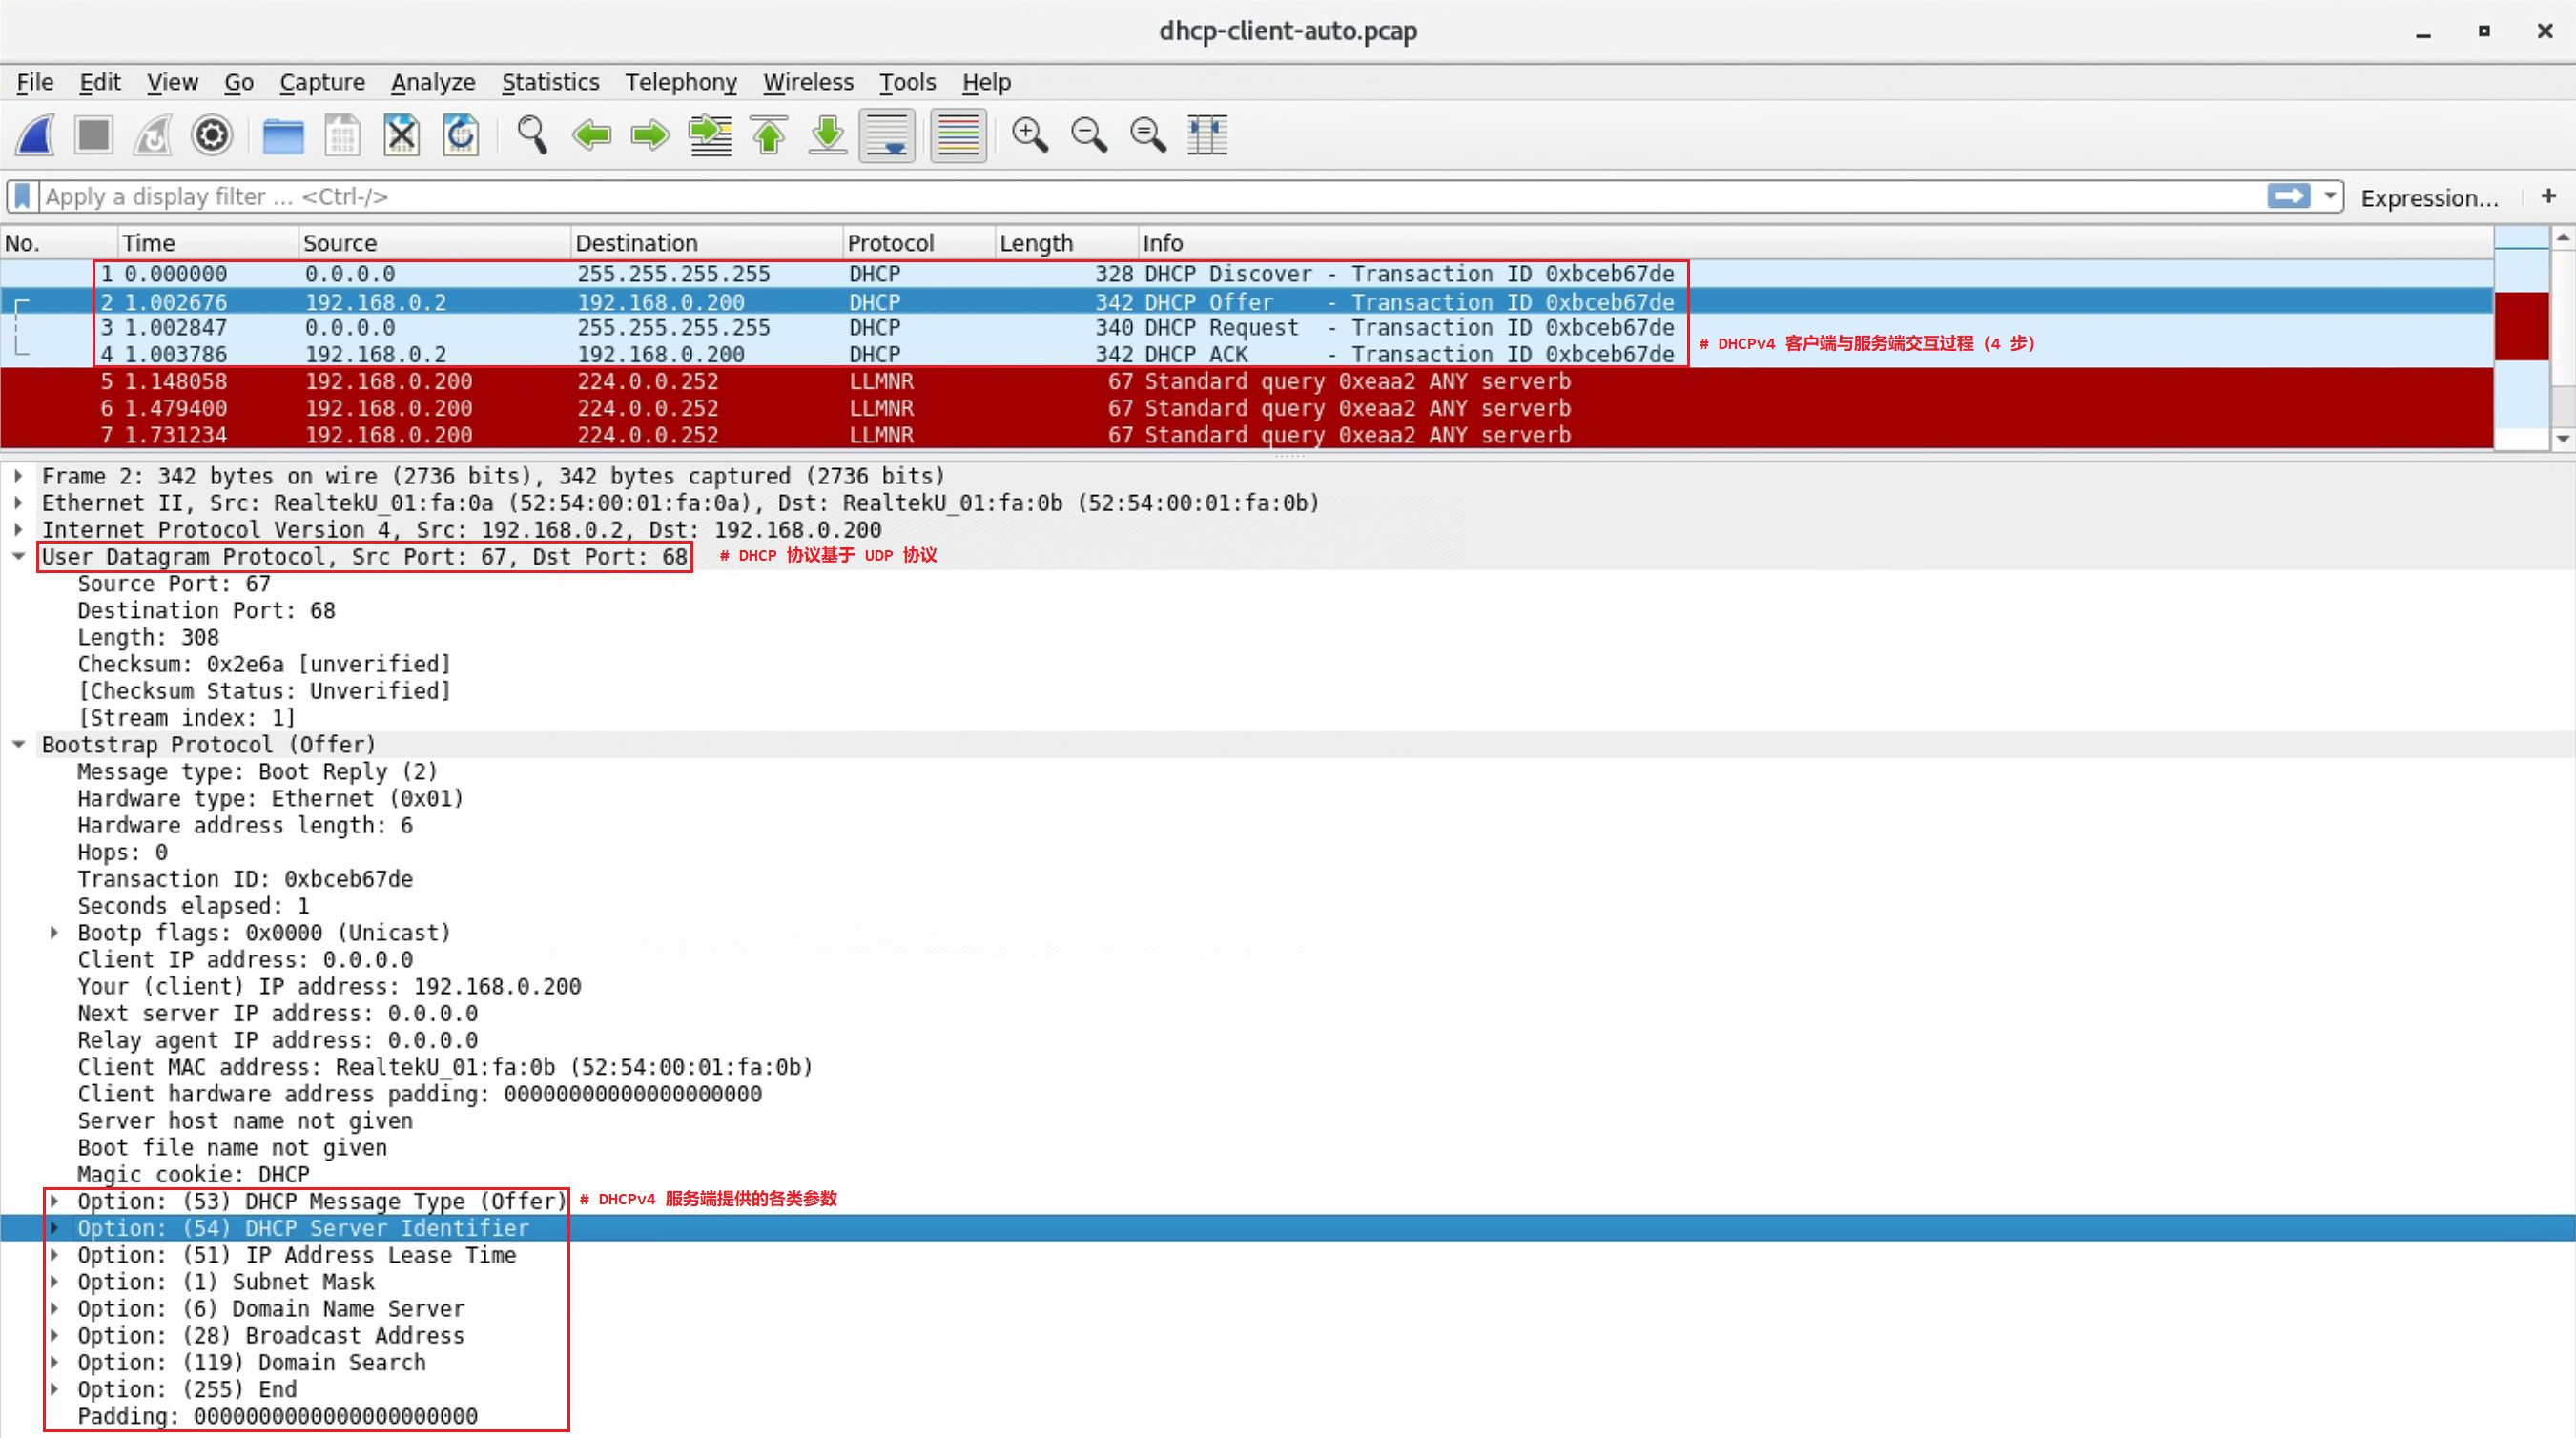 dhcp-client-auto.pcap
File Edit View Go Capture Analyze Statistics Telephony Wireless Tools Help
Apply a display filter ... <Ctrl-/> Expression... +
No. Time Source Destination Protocol Length Info
1 0.000000 0.0.0.0 255.255.255.255 DHCP 328 DHCP Discover - Transaction ID 0xbceb67de
2 1.002676 192.168.0.2 192.168.0.200 DHCP 342 DHCP Offer - Transaction ID 0xbceb67de
3 1.002847 0.0.0.0 255.255.255.255 DHCP 340 DHCP Request - Transaction ID 0xbceb67de
4 1.003786 192.168.0.2 192.168.0.200 DHCP 342 DHCP ACK - Transaction ID 0xbceb67de # DHCPv4 客户端与服务端交互过程（4 步）
5 1.148058 192.168.0.200 224.0.0.252 LLMNR 67 Standard query 0xeaa2 ANY serverb
6 1.479400 192.168.0.200 224.0.0.252 LLMNR 67 Standard query 0xeaa2 ANY serverb
7 1.731234 192.168.0.200 224.0.0.252 LLMNR 67 Standard query 0xeaa2 ANY serverb
Frame 2: 342 bytes on wire (2736 bits), 342 bytes captured (2736 bits)
Ethernet II, Src: RealtekU_01:fa:0a (52:54:00:01:fa:0a), Dst: RealtekU_01:fa:0b (52:54:00:01:fa:0b)
Internet Protocol Version 4, Src: 192.168.0.2, Dst: 192.168.0.200
User Datagram Protocol, Src Port: 67, Dst Port: 68 # DHCP 协议基于 UDP 协议
Source Port: 67
Destination Port: 68
Length: 308
Checksum: 0x2e6a [unverified]
[Checksum Status: Unverified]
[Stream index: 1]
Bootstrap Protocol (Offer)
Message type: Boot Reply (2)
Hardware type: Ethernet (0x01)
Hardware address length: 6
Hops: 0
Transaction ID: 0xbceb67de
Seconds elapsed: 1
Bootp flags: 0x0000 (Unicast)
Client IP address: 0.0.0.0
Your (client) IP address: 192.168.0.200
Next server IP address: 0.0.0.0
Relay agent IP address: 0.0.0.0
Client MAC address: RealtekU_01:fa:0b (52:54:00:01:fa:0b)
Client hardware address padding: 00000000000000000000
Server host name not given
Boot file name not given
Magic cookie: DHCP
Option: (53) DHCP Message Type (Offer) # DHCPv4 服务端提供的各类参数
Option: (54) DHCP Server Identifier
Option: (51) IP Address Lease Time
Option: (1) Subnet Mask
Option: (6) Domain Name Server
Option: (28) Broadcast Address
Option: (119) Domain Search
Option: (255) End
Padding: 0000000000000000000000